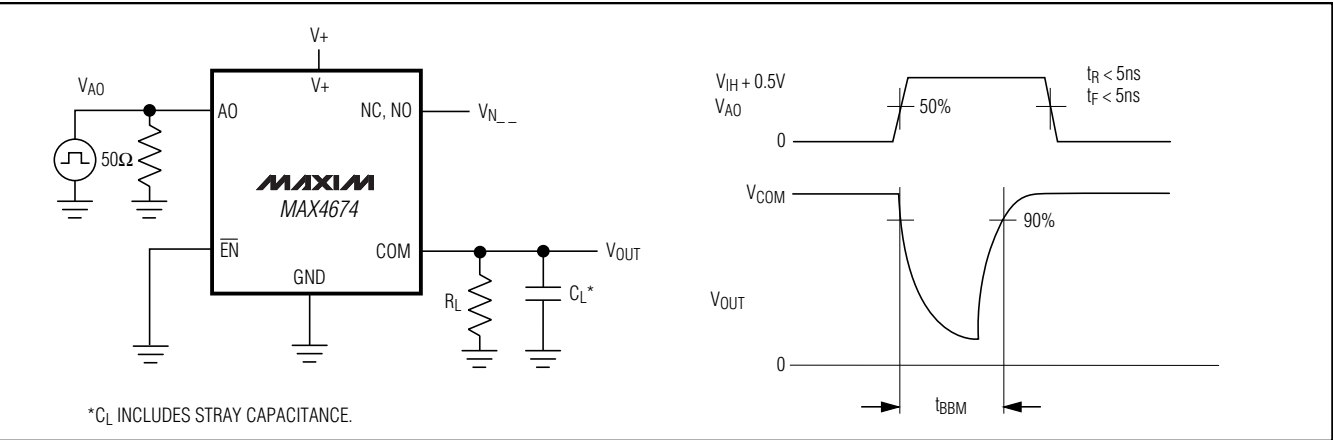 V+
V+
VAO
AO
NC, NO
VN_ _
50Ω
MAXIM
MAX4674
EN
COM
VOUT
GND
RL
CL*
*CL INCLUDES STRAY CAPACITANCE.
VIH + 0.5V
VAO
0
50%
tR < 5ns
tF < 5ns
VCOM
90%
VOUT
0
tBBM